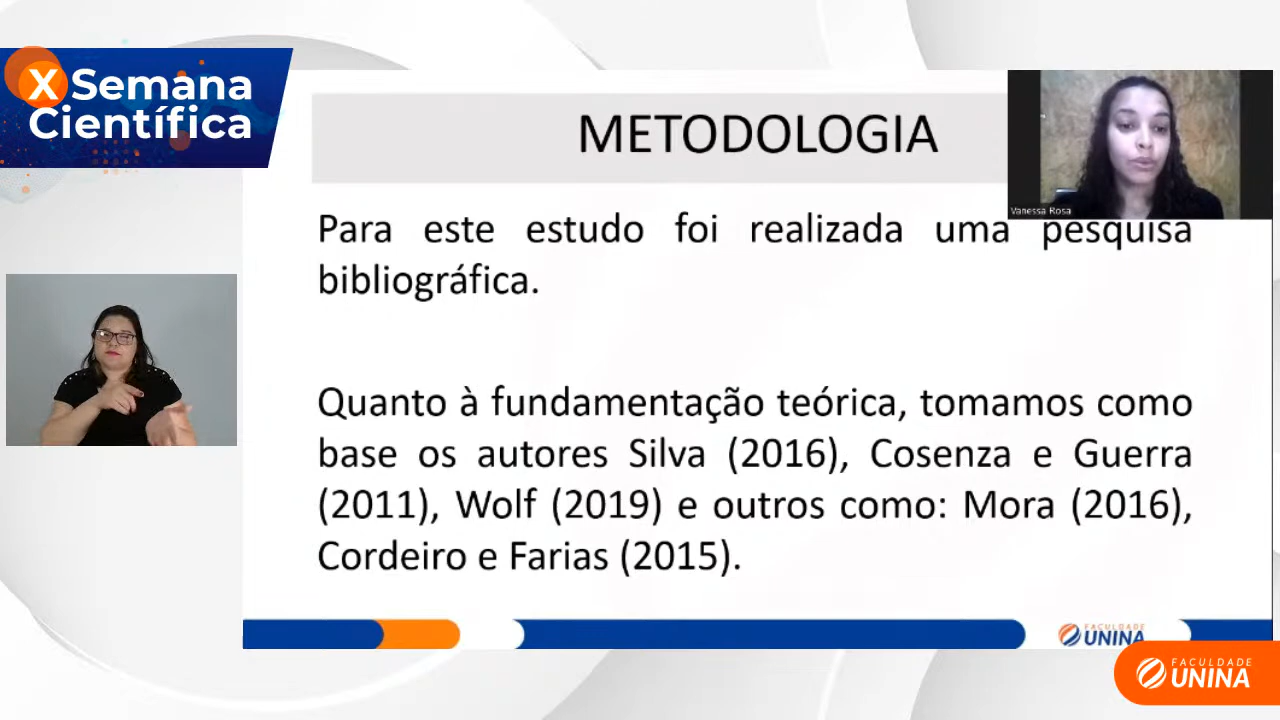 X Semana
Científica
METODOLOGIA
Vanessa Rosa
Para este estudo foi realizada uma pesquisa
bibliográfica.
Quanto à fundamentação teórica, tomamos como
base os autores Silva (2016), Cosenza e Guerra
(2011), Wolf (2019) e outros como: Mora (2016),
Cordeiro e Farias (2015).
FACULDADE
UNINA
FACULDADE
UNINA